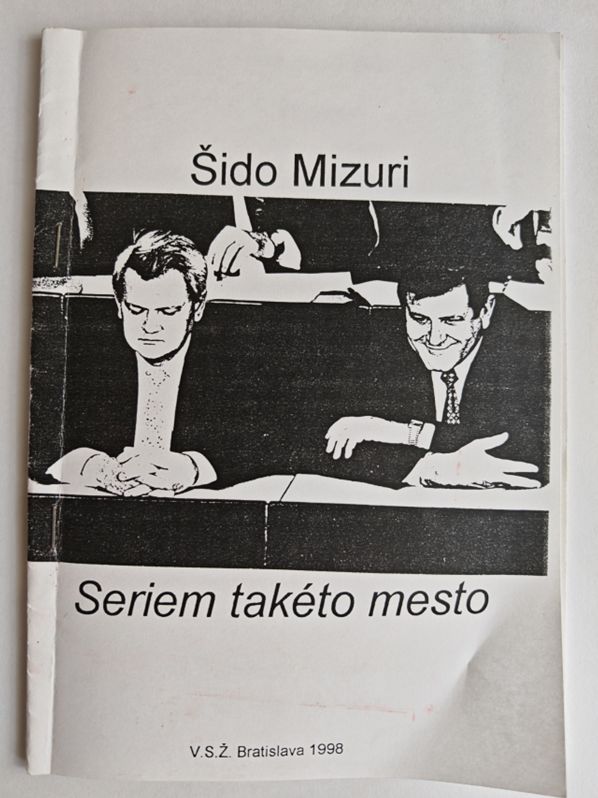 Šido Mizuri
Seriem takéto mesto
V.S.Ž. Bratislava 1998